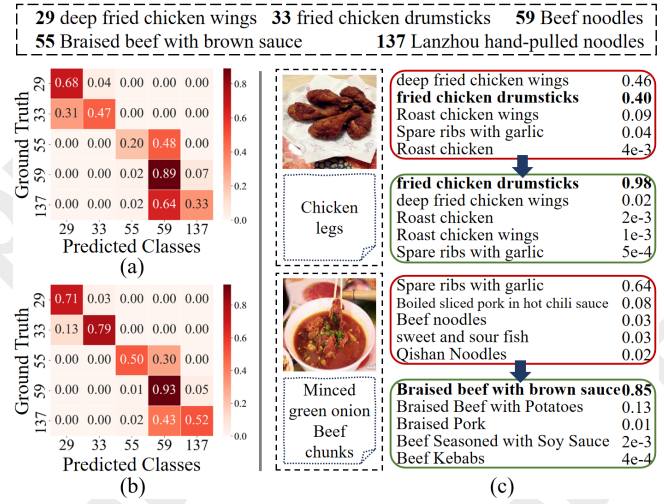 29 deep fried chicken wings 33 fried chicken drumsticks 59 Beef noodles
55 Braised beef with brown sauce 137 Lanzhou hand-pulled noodles
Ground Truth
29 0.68 0.04 0.00 0.00 0.00
33 0.31 0.47 0.00 0.00 0.00
55 0.00 0.00 0.20 0.48 0.00
59 0.00 0.00 0.02 0.89 0.07
137 0.00 0.00 0.02 0.64 0.33
29 33 55 59 137
Predicted Classes
0.8
0.6
0.4
0.2
0.0
(a)
Ground Truth
29 0.71 0.03 0.00 0.00 0.00
33 0.13 0.79 0.00 0.00 0.00
55 0.00 0.00 0.50 0.30 0.00
59 0.00 0.00 0.01 0.93 0.05
137 0.00 0.00 0.02 0.43 0.52
29 33 55 59 137
Predicted Classes
0.8
0.6
0.4
0.2
0.0
(b)
Chicken
legs
deep fried chicken wings 0.46
fried chicken drumsticks 0.40
Roast chicken wings 0.09
Spare ribs with garlic 0.04
Roast chicken 4e-3
fried chicken drumsticks 0.98
deep fried chicken wings 0.02
Roast chicken 2e-3
Roast chicken wings 1e-3
Spare ribs with garlic 5e-4
Minced
green onion
Beef
chunks
Spare ribs with garlic 0.64
Boiled sliced pork in hot chili sauce 0.08
Beef noodles 0.03
sweet and sour fish 0.03
Qishan Noodles 0.02
Braised beef with brown sauce 0.85
Braised Beef with Potatoes 0.13
Braised Pork 0.01
Beef Seasoned with Soy Sauce 2e-3
Beef Kebabs 4e-4
(c)